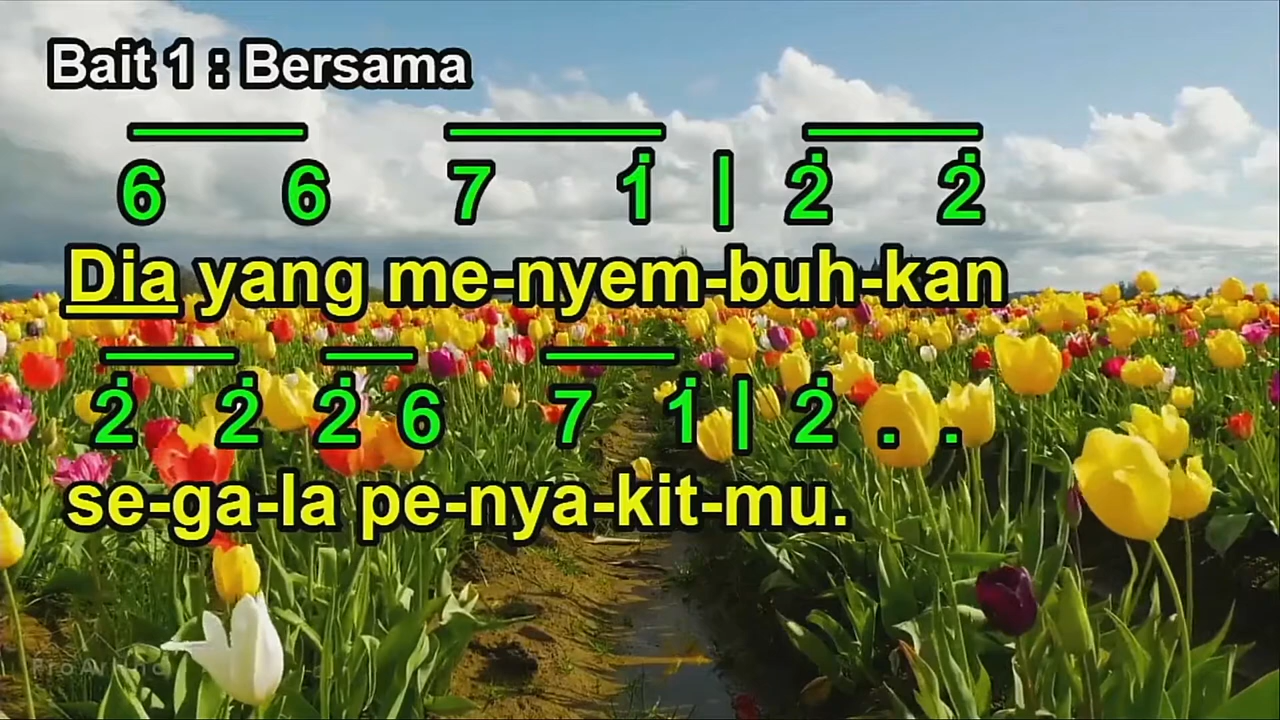 Bait 1 : Bersama
6 6 7 1̇ | 2̇ 2̇
Dia yang me-nyem-buh-kan
2̇ 2̇ 2̇ 6 7 1̇ | 2̇ . .
se-ga-la pe-nya-kit-mu.